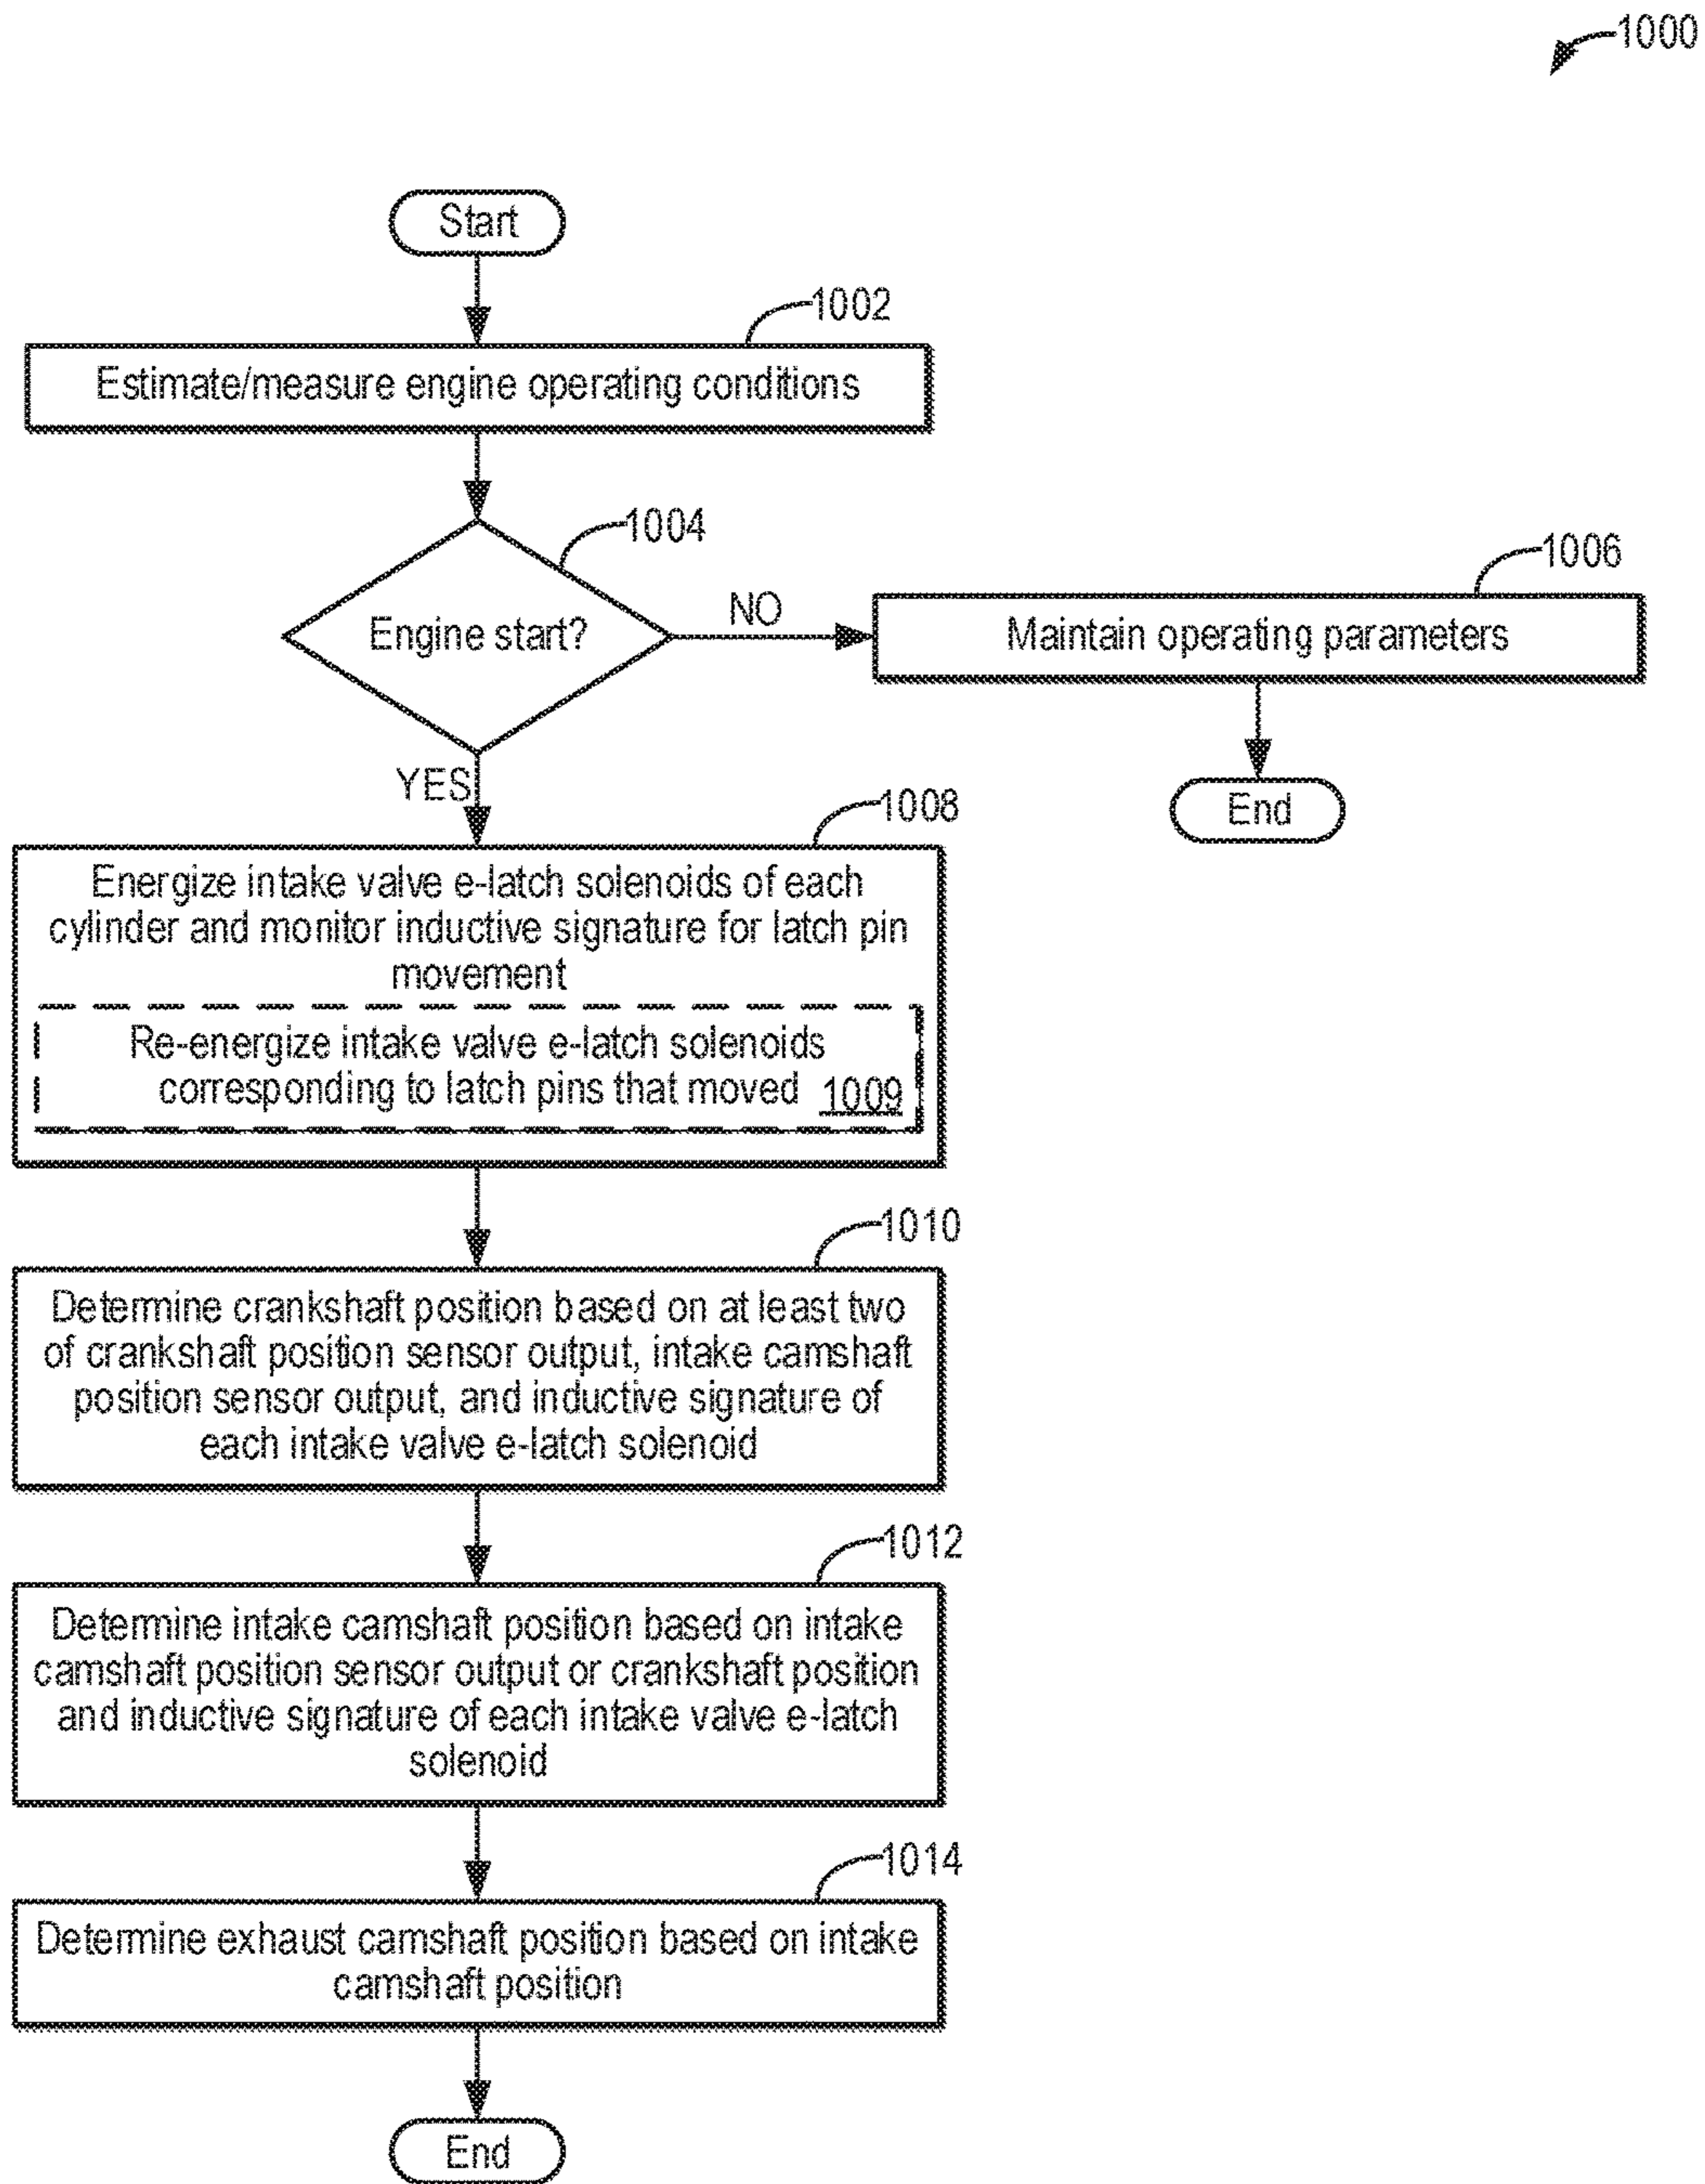 1000
Start
1002
Estimate/measure engine operating conditions
1004
Engine start?
NO
1006
Maintain operating parameters
End
YES
1008
Energize intake valve e-latch solenoids of each
cylinder and monitor inductive signature for latch pin
movement
Re-energize intake valve e-latch solenoids
corresponding to latch pins that moved 1009
1010
Determine crankshaft position based on at least two
of crankshaft position sensor output, intake camshaft
position sensor output, and inductive signature of
each intake valve e-latch solenoid
1012
Determine intake camshaft position based on intake
camshaft position sensor output or crankshaft position
and inductive signature of each intake valve e-latch
solenoid
1014
Determine exhaust camshaft position based on intake
camshaft position
End